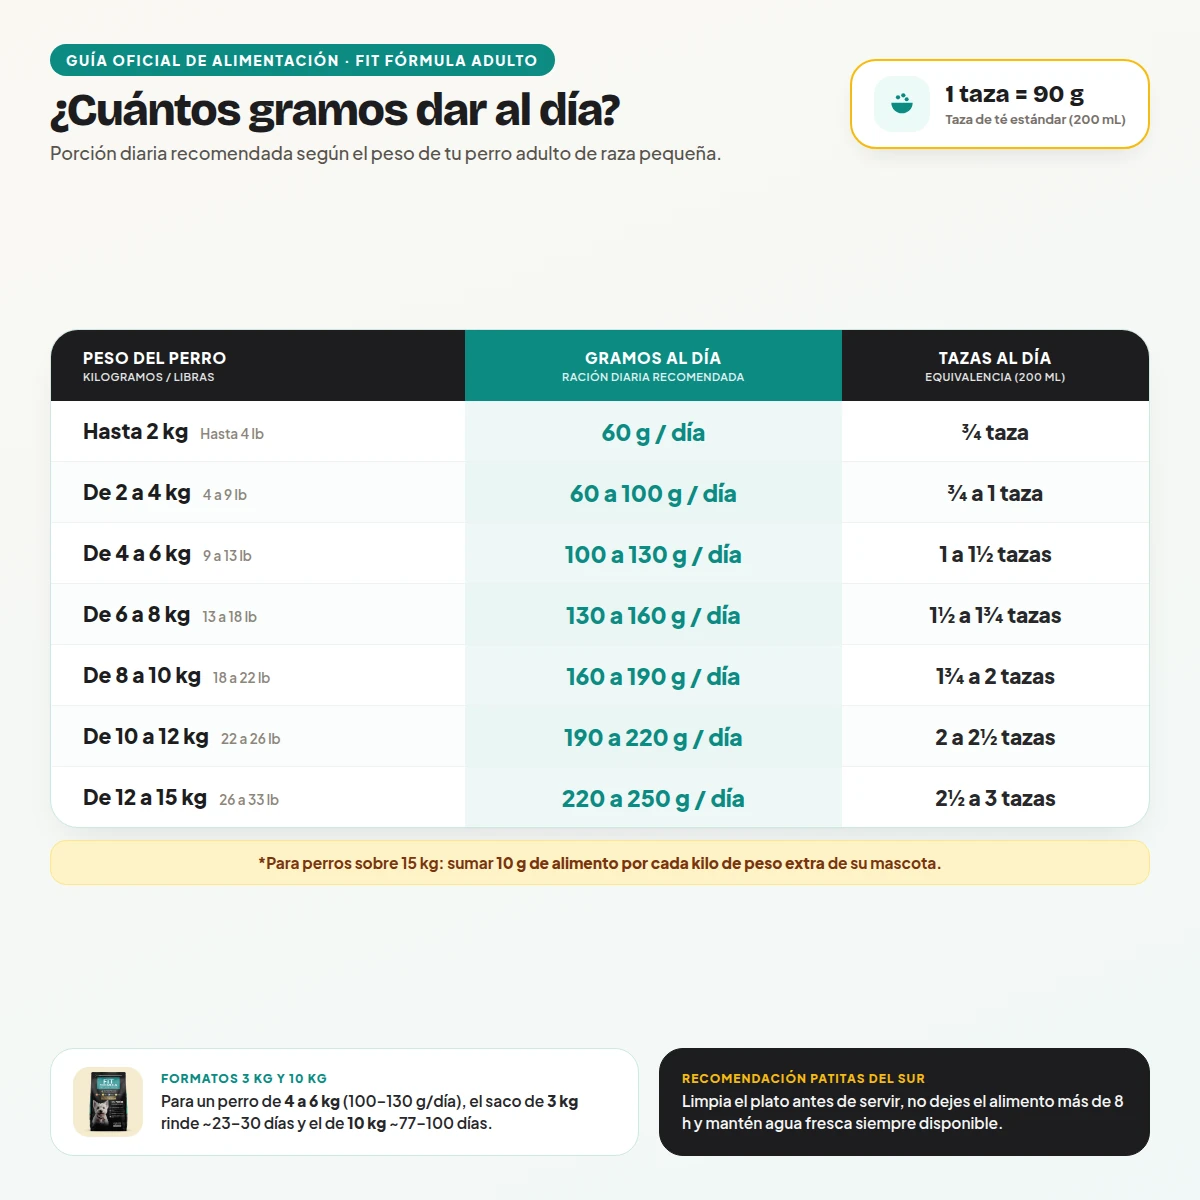 GUÍA OFICIAL DE ALIMENTACIÓN · FIT FÓRMULA ADULTO
¿Cuántos gramos dar al día?
Porción diaria recomendada según el peso de tu perro adulto de raza pequeña.
1 taza = 90 g
Taza de té estándar (200 mL)
PESO DEL PERRO
KILOGRAMOS / LIBRAS
GRAMOS AL DÍA
RACIÓN DIARIA RECOMENDADA
TAZAS AL DÍA
EQUIVALENCIA (200 ML)
Hasta 2 kg Hasta 4 lb 60 g / día ¾ taza
De 2 a 4 kg 4 a 9 lb 60 a 100 g / día ¾ a 1 taza
De 4 a 6 kg 9 a 13 lb 100 a 130 g / día 1 a 1½ tazas
De 6 a 8 kg 13 a 18 lb 130 a 160 g / día 1½ a 1¾ tazas
De 8 a 10 kg 18 a 22 lb 160 a 190 g / día 1¾ a 2 tazas
De 10 a 12 kg 22 a 26 lb 190 a 220 g / día 2 a 2½ tazas
De 12 a 15 kg 26 a 33 lb 220 a 250 g / día 2½ a 3 tazas
*Para perros sobre 15 kg: sumar 10 g de alimento por cada kilo de peso extra de su mascota.
FIT
FORMATOS 3 KG Y 10 KG
Para un perro de 4 a 6 kg (100–130 g/día), el saco de 3 kg
rinde ~23–30 días y el de 10 kg ~77–100 días.
RECOMENDACIÓN PATITAS DEL SUR
Limpia el plato antes de servir, no dejes el alimento más de 8
h y mantén agua fresca siempre disponible.